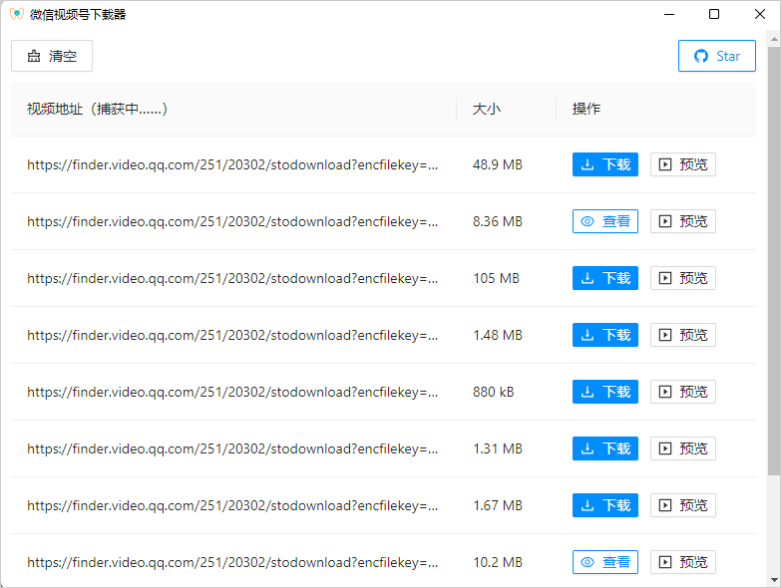 微信视频号下载器
清空
Star
视频地址（捕获中......） 大小 操作
https://finder.video.qq.com/251/20302/stodownload?encfilekey=... 48.9 MB 下载 预览
https://finder.video.qq.com/251/20302/stodownload?encfilekey=... 8.36 MB 查看 预览
https://finder.video.qq.com/251/20302/stodownload?encfilekey=... 105 MB 下载 预览
https://finder.video.qq.com/251/20302/stodownload?encfilekey=... 1.48 MB 下载 预览
https://finder.video.qq.com/251/20302/stodownload?encfilekey=... 880 kB 下载 预览
https://finder.video.qq.com/251/20302/stodownload?encfilekey=... 1.31 MB 下载 预览
https://finder.video.qq.com/251/20302/stodownload?encfilekey=... 1.67 MB 下载 预览
https://finder.video.qq.com/251/20302/stodownload?encfilekey=... 10.2 MB 查看 预览